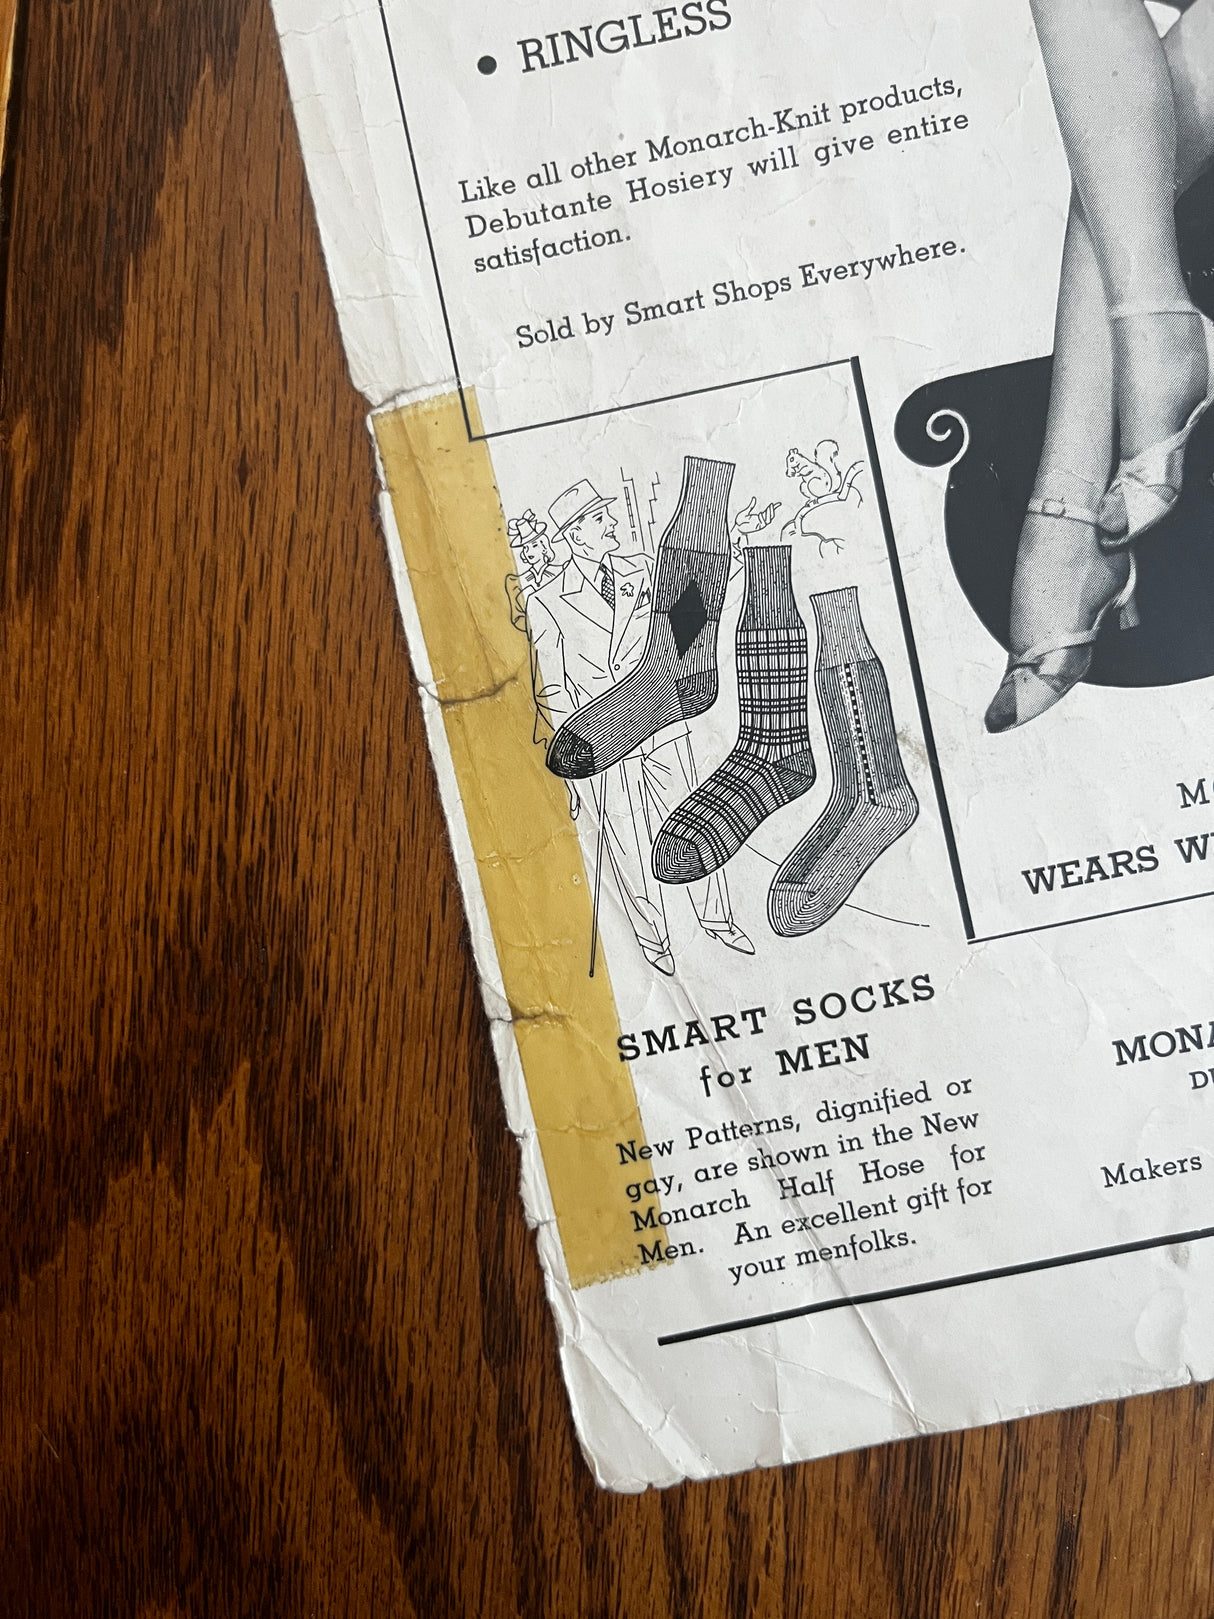 • RINGLESS
Like all other Monarch-Knit products,
Debutante Hosiery will give entire
satisfaction.
Sold by Smart Shops Everywhere.
SMART SOCKS
for MEN
New Patterns, dignified or
gay, are shown in the New
Monarch Half Hose for
Men. An excellent gift for
your menfolks.
WEARS
Makers